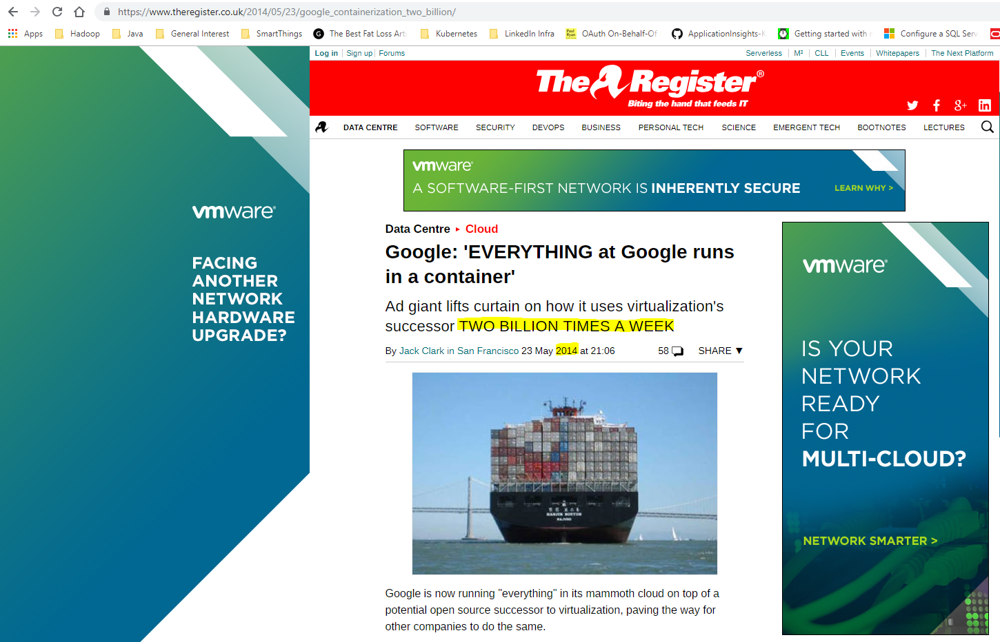 https://www.theregister.co.uk/2014/05/23/google_containerization_two_billion/
Apps Hadoop Java General Interest SmartThings The Best Fat Loss Arti Kubernetes LinkedIn Infra OAuth On-Behalf-Of ApplicationInsights-K Getting started with Configure a SQL Serv
Log in Sign up Forums Serverless M³ CLL Events Whitepapers The Next Platform
The Register®
Biting the hand that feeds IT
DATA CENTRE SOFTWARE SECURITY DEVOPS BUSINESS PERSONAL TECH SCIENCE EMERGENT TECH BOOTNOTES LECTURES
vmware®
A SOFTWARE-FIRST NETWORK IS INHERENTLY SECURE LEARN WHY >
vmware®
FACING
ANOTHER
NETWORK
HARDWARE
UPGRADE?
Data Centre ▸ Cloud
Google: 'EVERYTHING at Google runs
in a container'
Ad giant lifts curtain on how it uses virtualization's
successor TWO BILLION TIMES A WEEK
By Jack Clark in San Francisco 23 May 2014 at 21:06 58 SHARE ▼
HANJIN BOSTON
Google is now running "everything" in its mammoth cloud on top of a
potential open source successor to virtualization, paving the way for
other companies to do the same.
vmware®
IS YOUR
NETWORK
READY
FOR
MULTI-CLOUD?
NETWORK SMARTER >